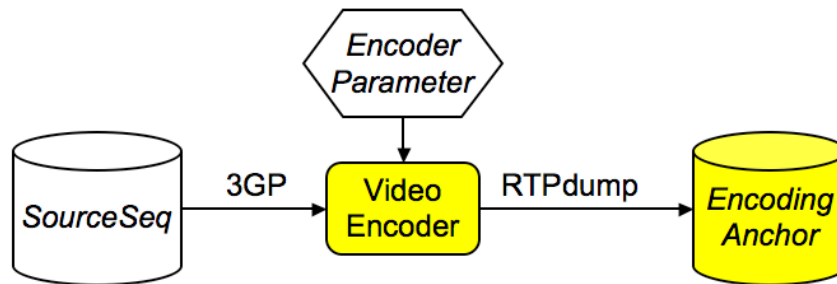 Encoder
Parameter
SourceSeq
3GP
Video
Encoder
RTPdump
Encoding
Anchor